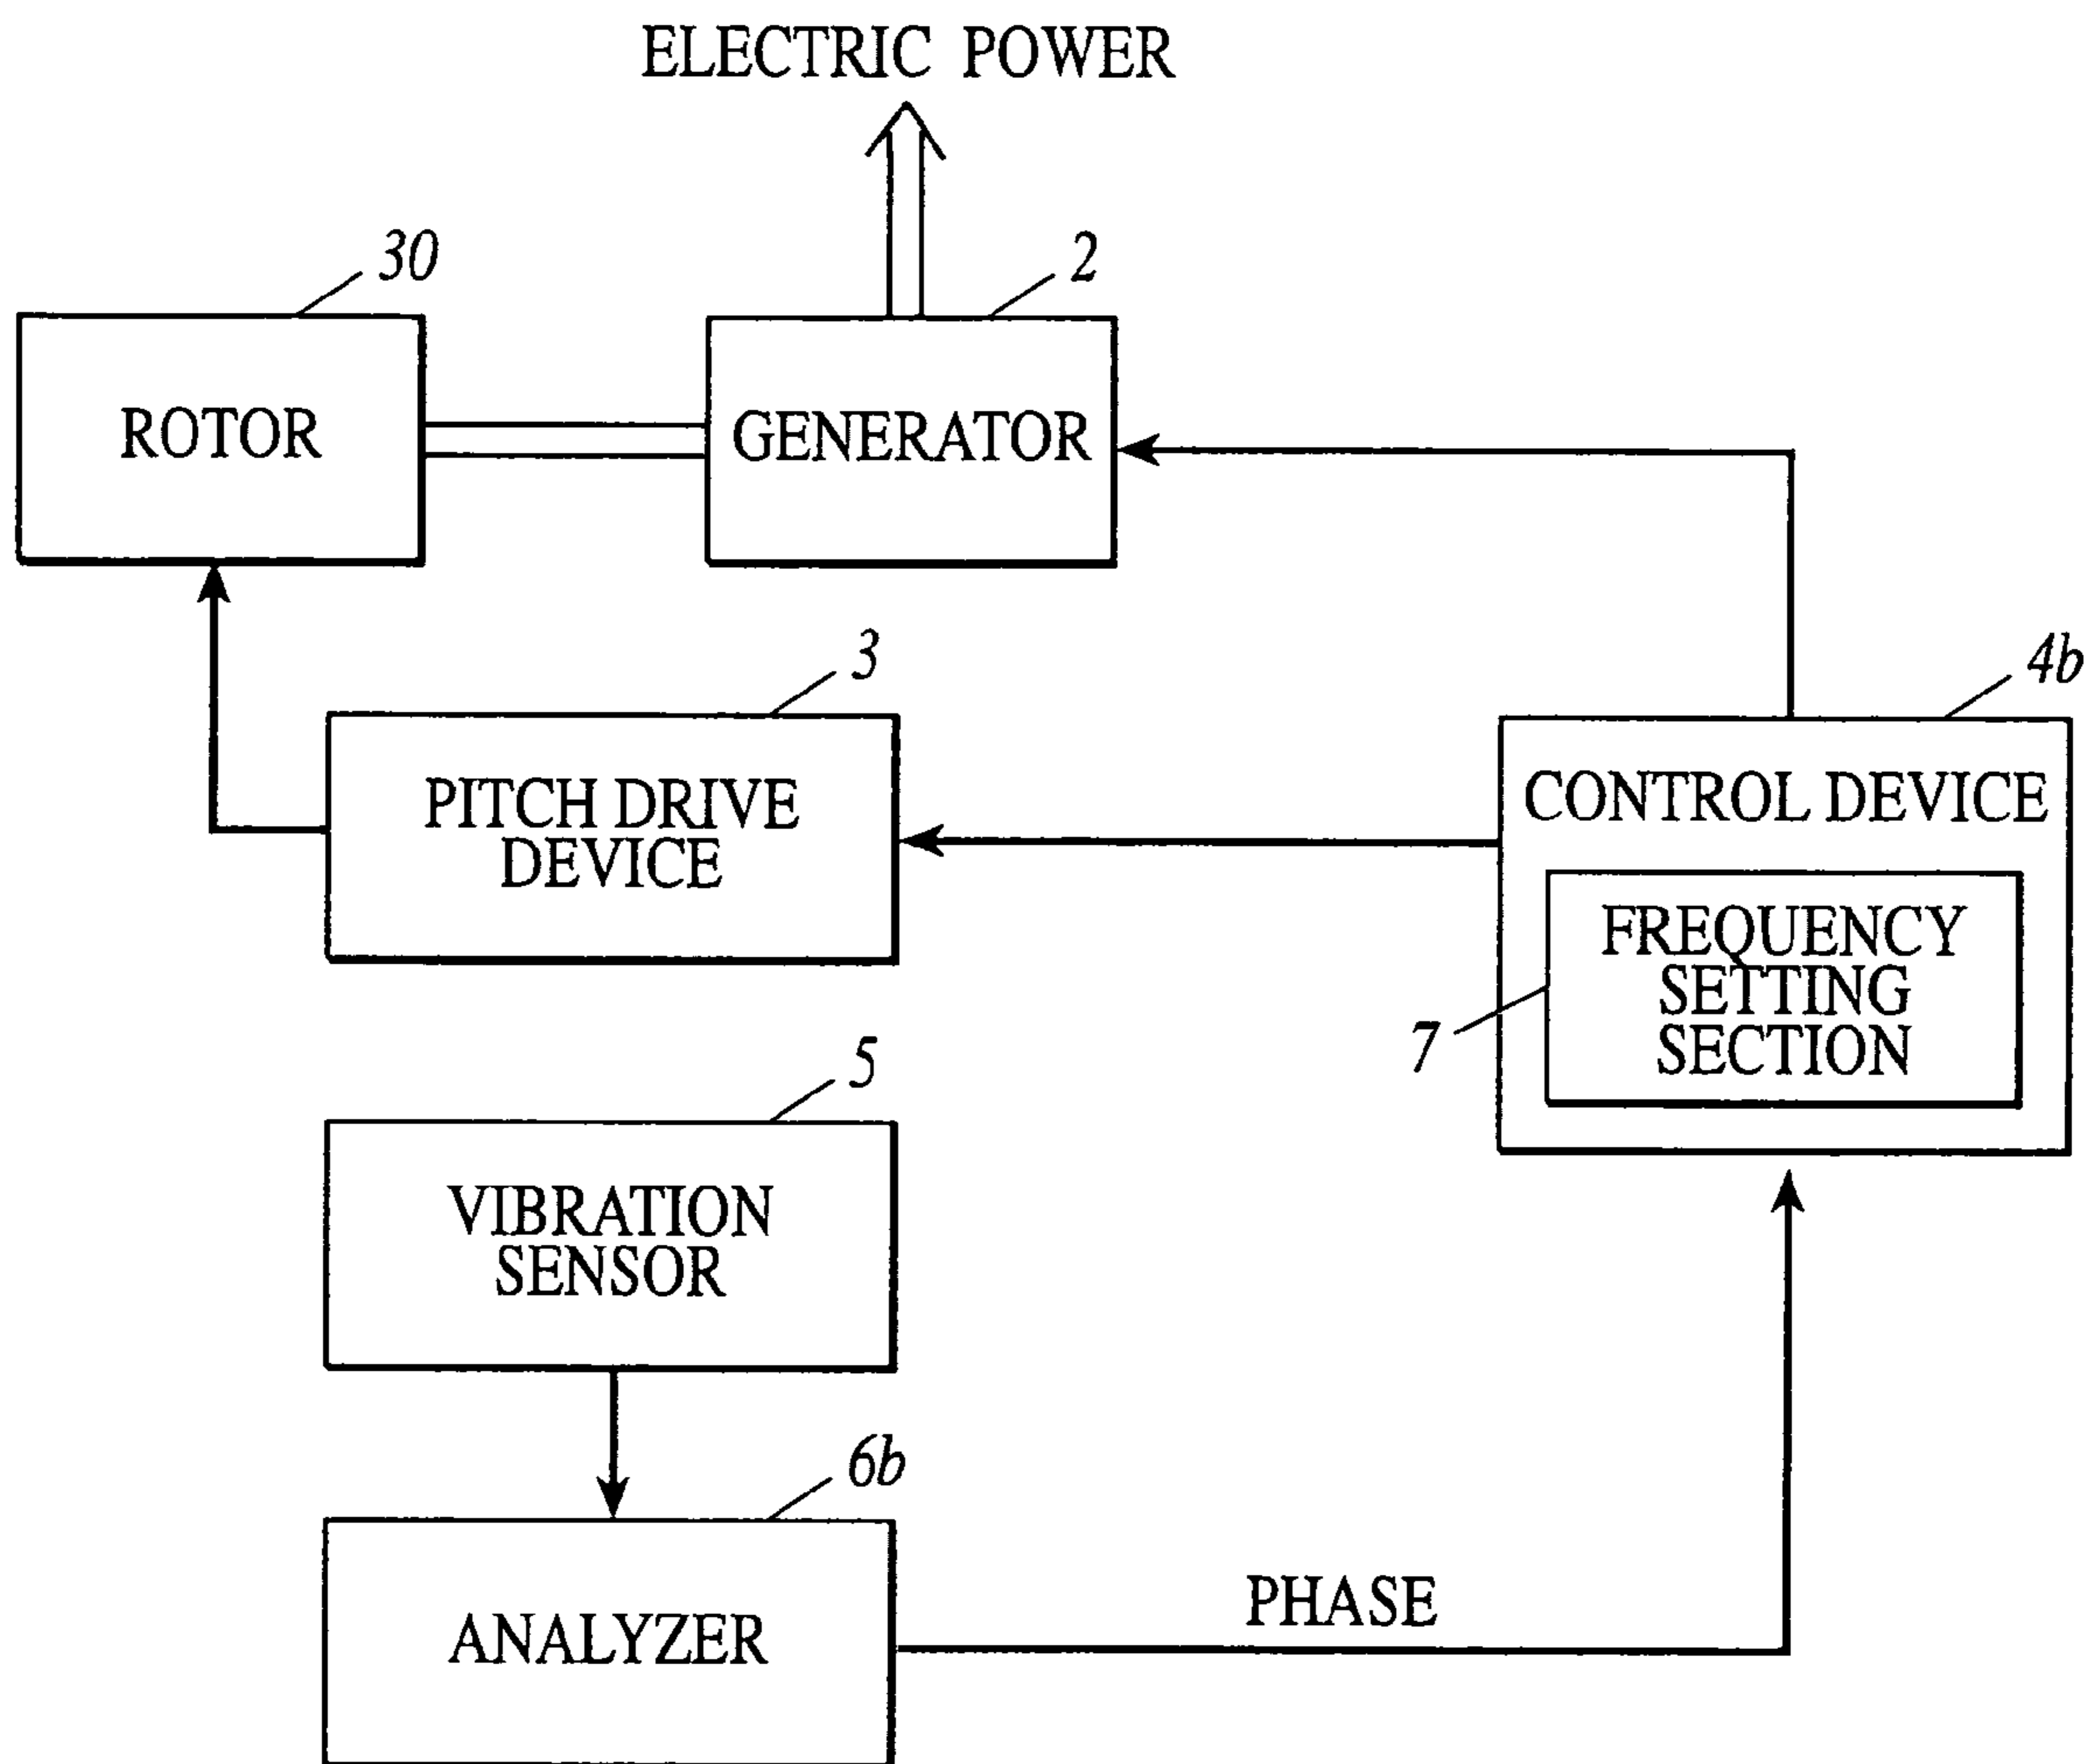 ELECTRIC POWER
30
2
ROTOR
GENERATOR
3
4b
PITCH DRIVE
DEVICE
CONTROL DEVICE
FREQUENCY
SETTING
SECTION
7
5
VIBRATION
SENSOR
6b
ANALYZER
PHASE